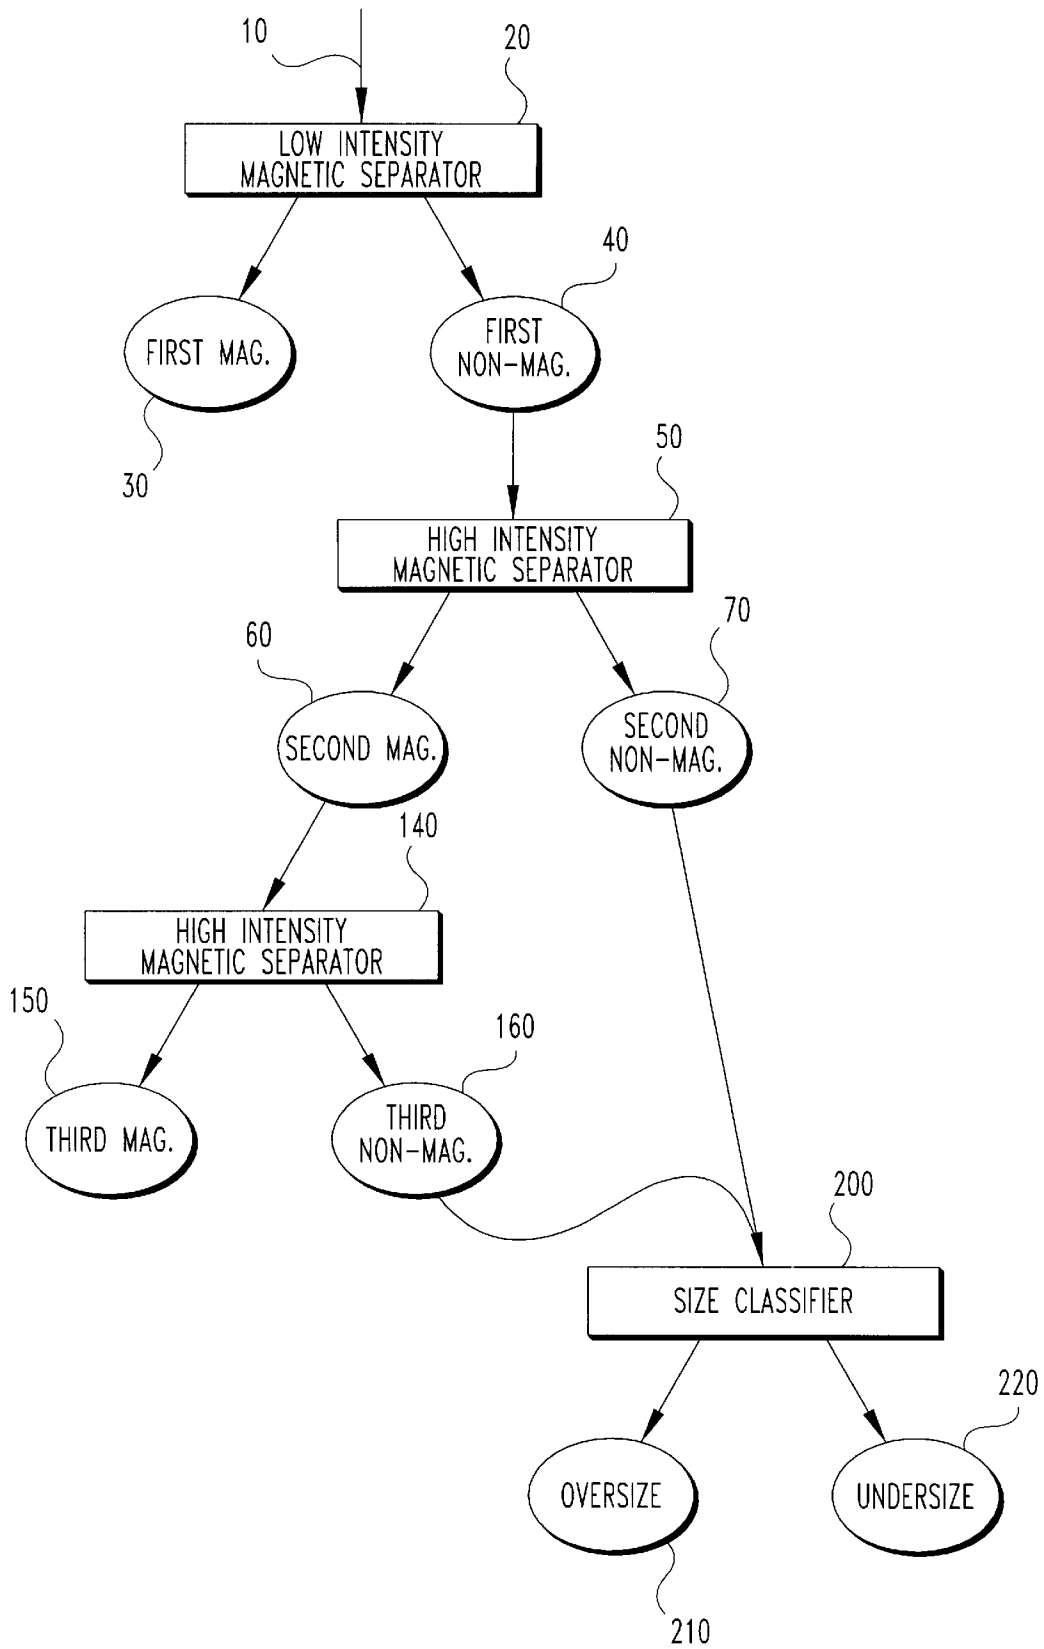 10
20
LOW INTENSITY
MAGNETIC SEPARATOR
40
FIRST MAG.
FIRST
NON-MAG.
30
50
HIGH INTENSITY
MAGNETIC SEPARATOR
60
70
SECOND MAG.
SECOND
NON-MAG.
140
HIGH INTENSITY
MAGNETIC SEPARATOR
150
160
THIRD MAG.
THIRD
NON-MAG.
200
SIZE CLASSIFIER
220
OVERSIZE
UNDERSIZE
210